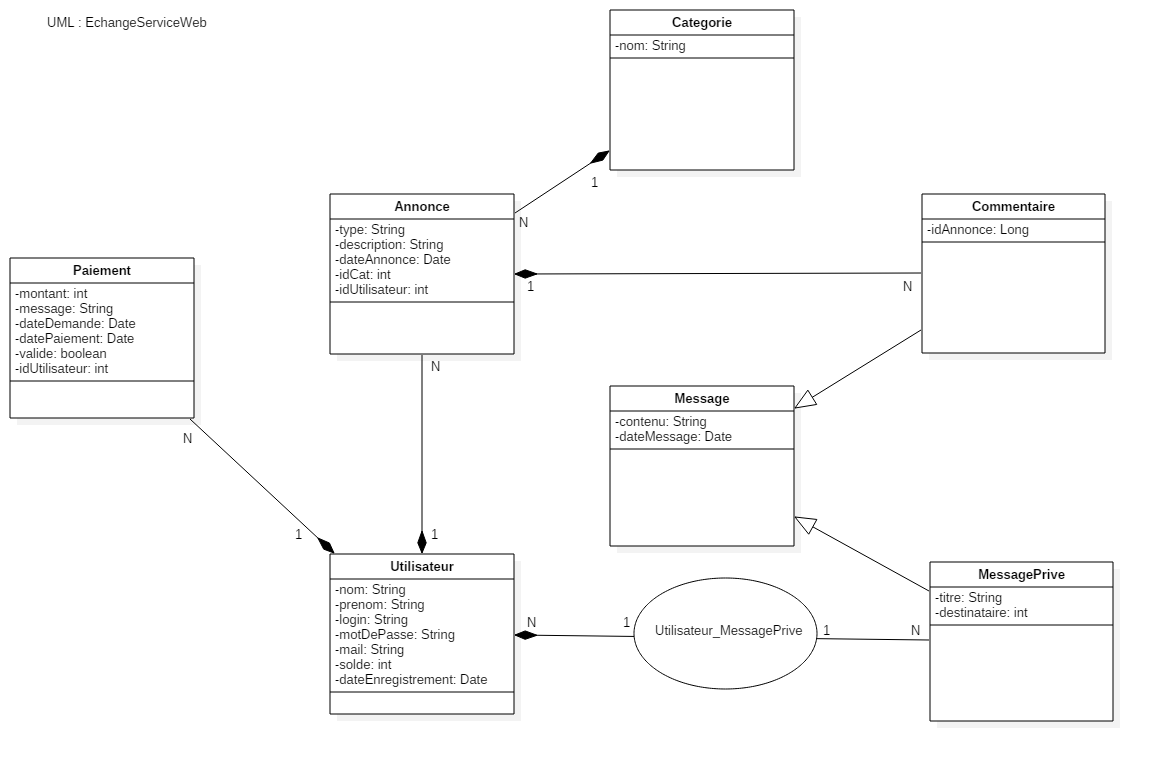 UML : EchangeServiceWeb
Categorie
-nom: String
1
N
Annonce
-type: String
-description: String
-dateAnnonce: Date
-idCat: int
-idUtilisateur: int
1
N
Commentaire
-idAnnonce: Long
Paiement
-montant: int
-message: String
-dateDemande: Date
-datePaiement: Date
-valide: boolean
-idUtilisateur: int
N
N
1
1
Message
-contenu: String
-dateMessage: Date
Utilisateur
-nom: String
-prenom: String
-login: String
-motDePasse: String
-mail: String
-solde: int
-dateEnregistrement: Date
N
1
Utilisateur_MessagePrive
1
N
MessagePrive
-titre: String
-destinataire: int